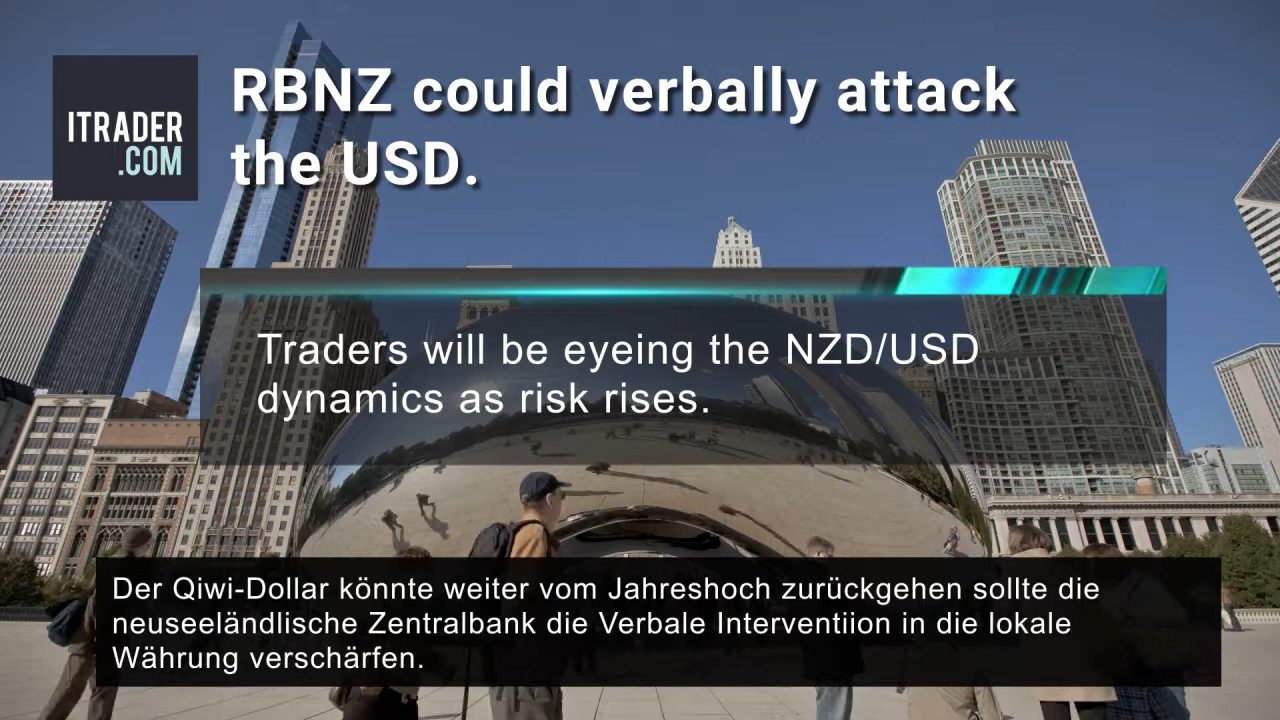 ITRADER
.COM
RBNZ could verbally attack
the USD.
Traders will be eyeing the NZD/USD
dynamics as risk rises.
Der Qiwi-Dollar könnte weiter vom Jahreshoch zurückgehen sollte die
neuseeländlische Zentralbank die Verbale Interventiion in die lokale
Währung verschärfen.